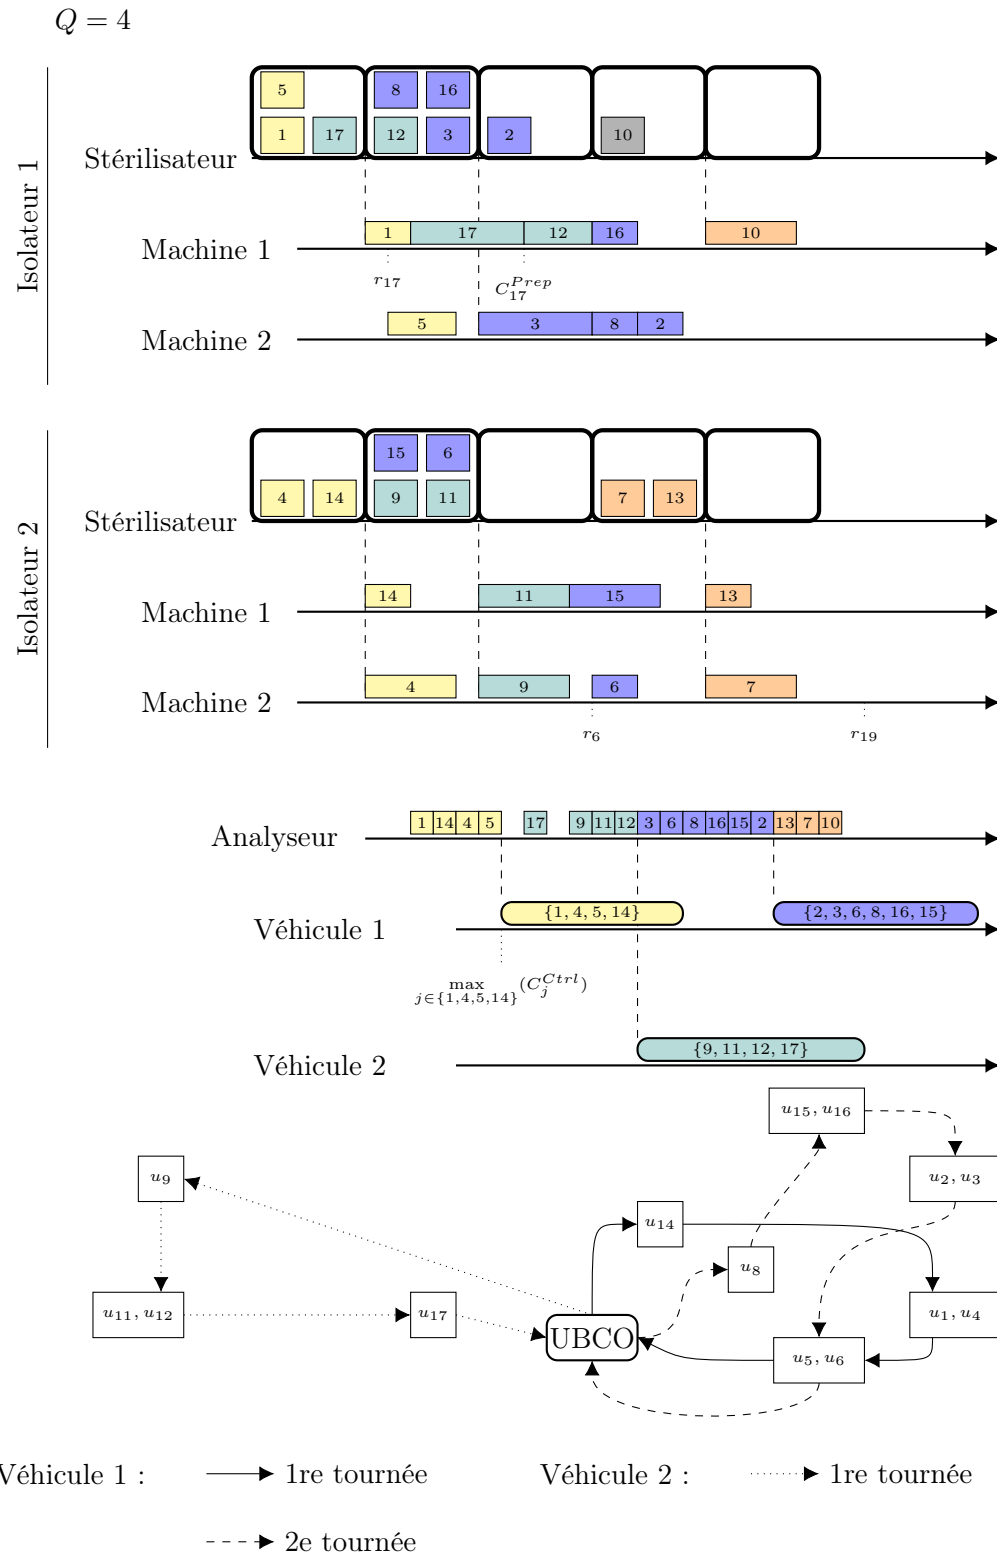 Q = 4
Isolateur 1
5 8 16
1 17 12 3 2 10
Stérilisateur
1 17 12 16 10
Machine 1
r17 C17^Prep
5 3 8 2
Machine 2
Isolateur 2
15 6
4 14 9 11 7 13
Stérilisateur
14 11 15 13
Machine 1
4 9 6 7
Machine 2
r6 r19
1 14 4 5 17 9 11 12 3 6 8 16 15 2 13 7 10
Analyseur
{1, 4, 5, 14} {2, 3, 6, 8, 16, 15}
Véhicule 1
max j∈{1,4,5,14} (Cj^Ctrl)
{9, 11, 12, 17}
Véhicule 2
u15, u16
u9 u2, u3
u14
u8
u11, u12 u17 u1, u4
UBCO
u5, u6
Véhicule 1 : 1re tournée Véhicule 2 : 1re tournée
2e tournée